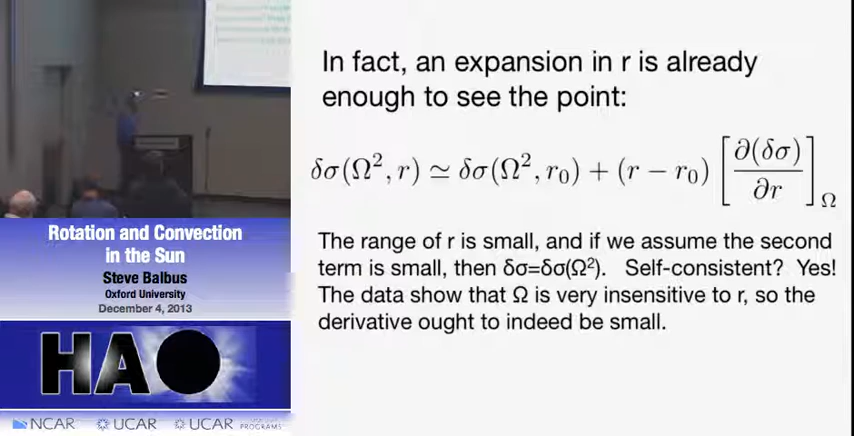 In fact, an expansion in r is already
enough to see the point:
δσ(Ω², r) ≃ δσ(Ω², r₀) + (r − r₀) [∂(δσ)/∂r]_Ω
The range of r is small, and if we assume the second
term is small, then δσ=δσ(Ω²). Self-consistent? Yes!
The data show that Ω is very insensitive to r, so the
derivative ought to indeed be small.
Rotation and Convection
in the Sun
Steve Balbus
Oxford University
December 4, 2013
HAO
NCAR UCAR UCAR PROGRAMS